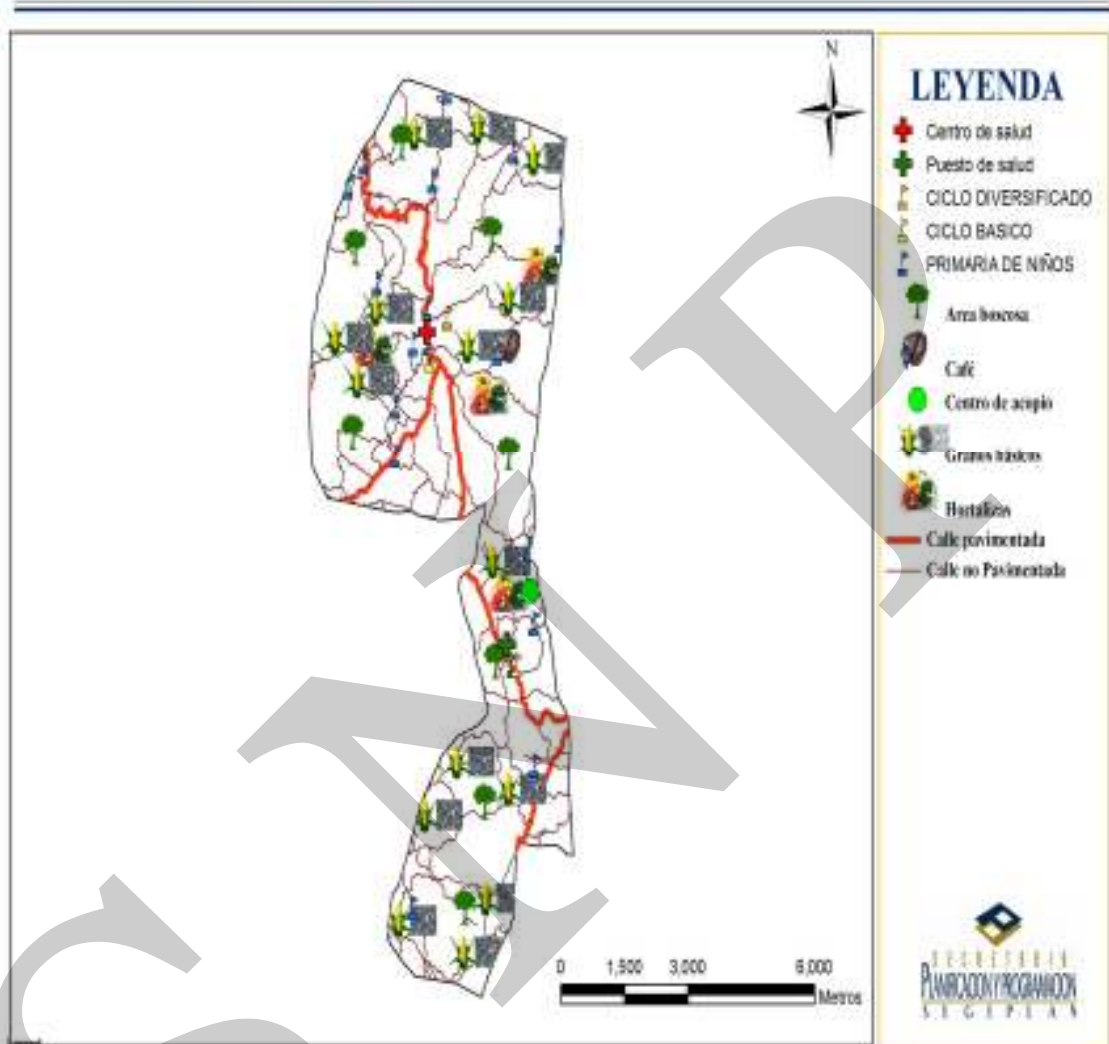 N
LEYENDA
Centro de salud
Puesto de salud
CICLO DIVERSIFICADO
CICLO BASICO
PRIMARIA DE NIÑOS
Area boscosa
Café
Centro de acopio
Granos básicos
Hortalizas
Calle pavimentada
Calle no Pavimentada
0 1,500 3,000 6,000
Metros
SECRETARIA
PLANIFICACION Y PROGRAMACION
SEGEPLAN